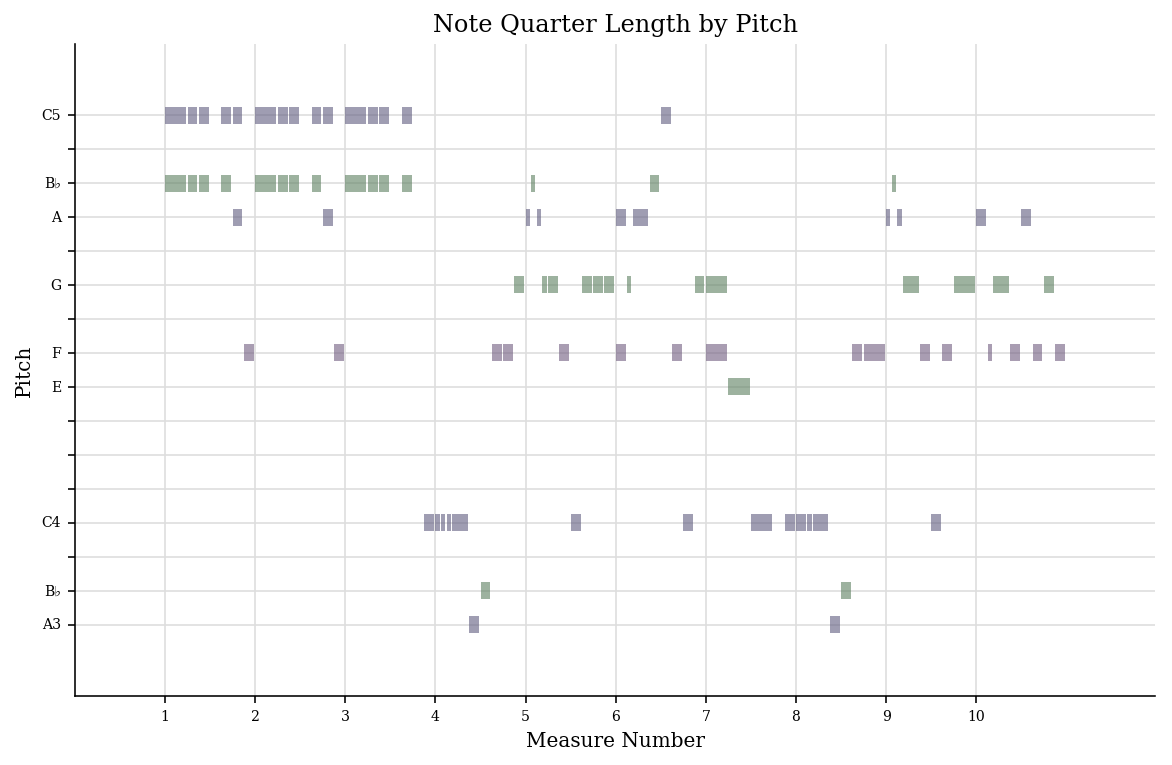 Note Quarter Length by Pitch
Pitch
C5
B♭
A
G
F
E
C4
B♭
A3
1 2 3 4 5 6 7 8 9 10
Measure Number